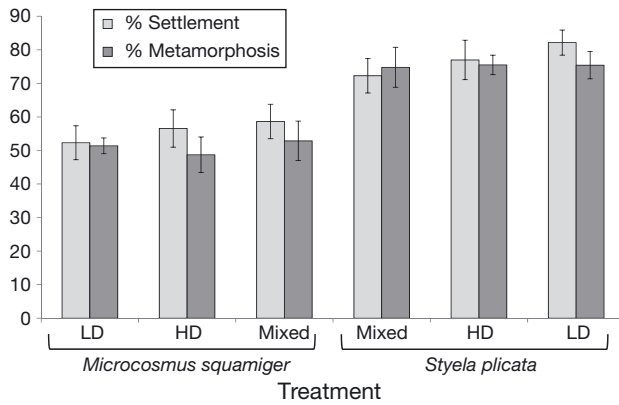 90
80
70
60
50
40
30
20
10
0
% Settlement
% Metamorphosis
LD HD Mixed Mixed HD LD
Microcosmus squamiger Styela plicata
Treatment